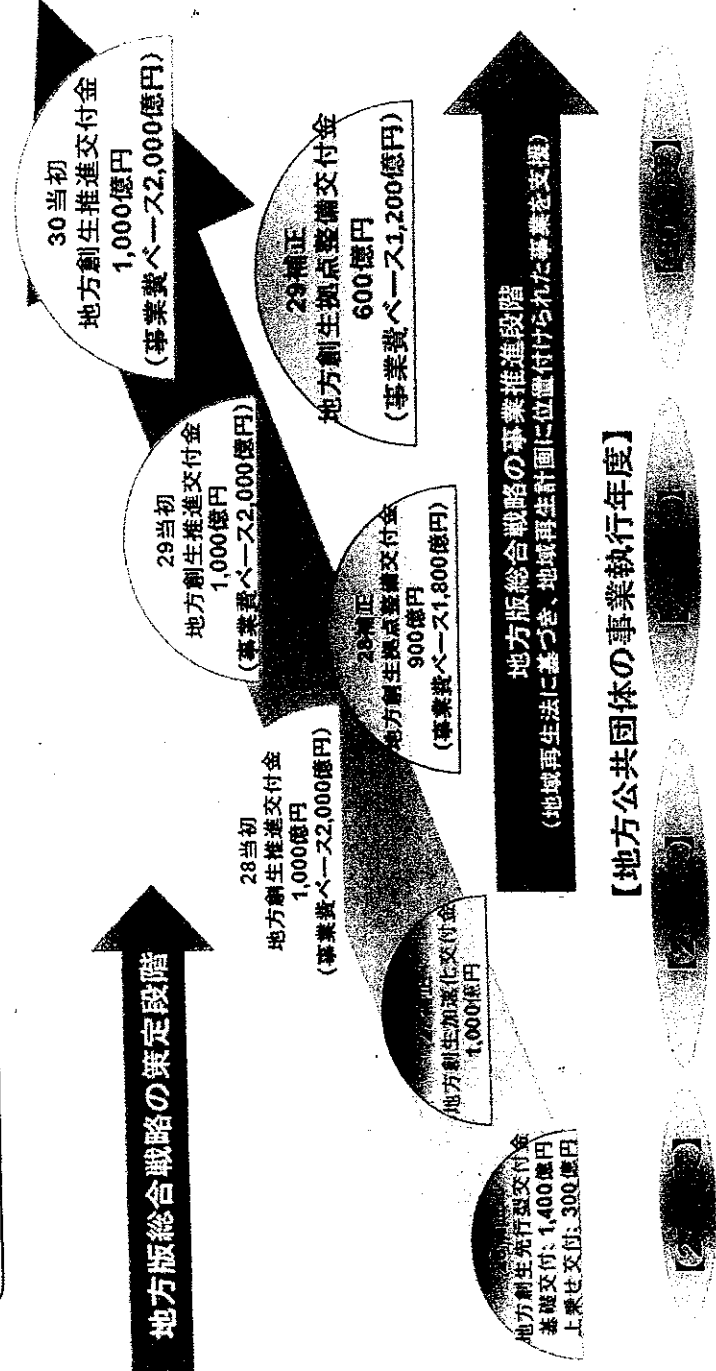 地方版総合戦略の策定段階
30当初
地方創生推進交付金
1,000億円
(事業費ベース2,000億円)
29当初
地方創生推進交付金
1,000億円
(事業費ベース2,000億円)
28当初
地方創生推進交付金
1,000億円
(事業費ベース2,000億円)
29補正
地方創生拠点整備交付金
600億円
(事業費ベース1,200億円)
28補正
地方創生拠点整備交付金
900億円
(事業費ベース1,800億円)
地方創生加速化交付金
1,000億円
地方創生先行型交付金
基礎交付:1,400億円
上乗せ交付:300億円
地方版総合戦略の事業推進段階
(地域再生法に基づき、地域再生計画に位置付けられた事業を支援)
【地方公共団体の事業執行年度】